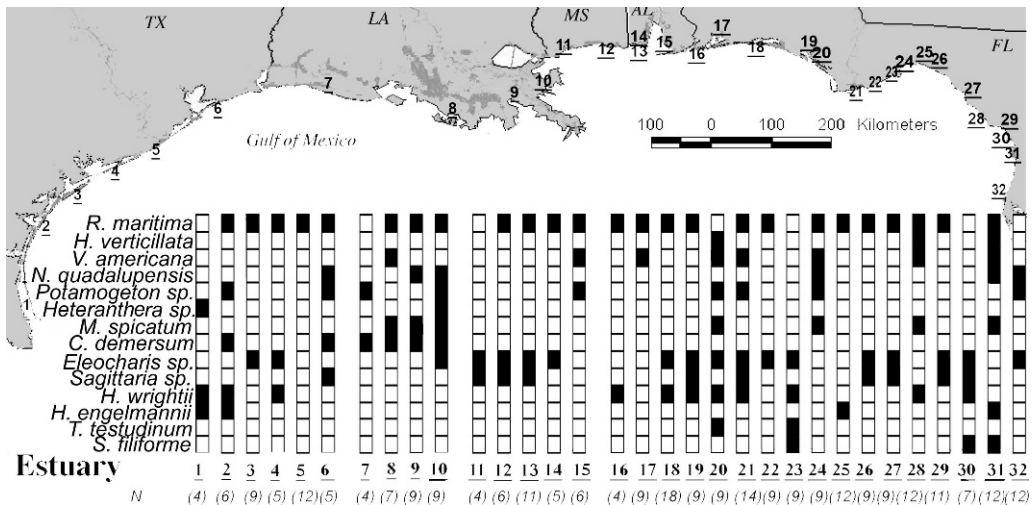 TX
LA
MS
AL
FL
17
14
11
12
13
15
16
18
19
20
25
24
26
23
22
21
27
28
29
30
31
32
7
10
9
8
6
5
4
3
2
1
Gulf of Mexico
100 0 100 200 Kilometers
R. maritima
H. verticillata
V. americana
N. quadalupensis
Potamogeton sp.
Heteranthera sp.
M. spicatum
C. demersum
Eleocharis sp.
Sagittaria sp.
H. wrightii
H. engelmannii
T. testudinum
S. filiforme
Estuary 1 2 3 4 5 6 7 8 9 10 11 12 13 14 15 16 17 18 19 20 21 22 23 24 25 26 27 28 29 30 31 32
N (4) (6) (9) (5) (12) (5) (4) (7) (9) (9) (4) (6) (11) (5) (6) (4) (9) (18) (9) (9) (14) (9) (9) (9) (12) (9) (9) (12) (11) (7) (12) (12)